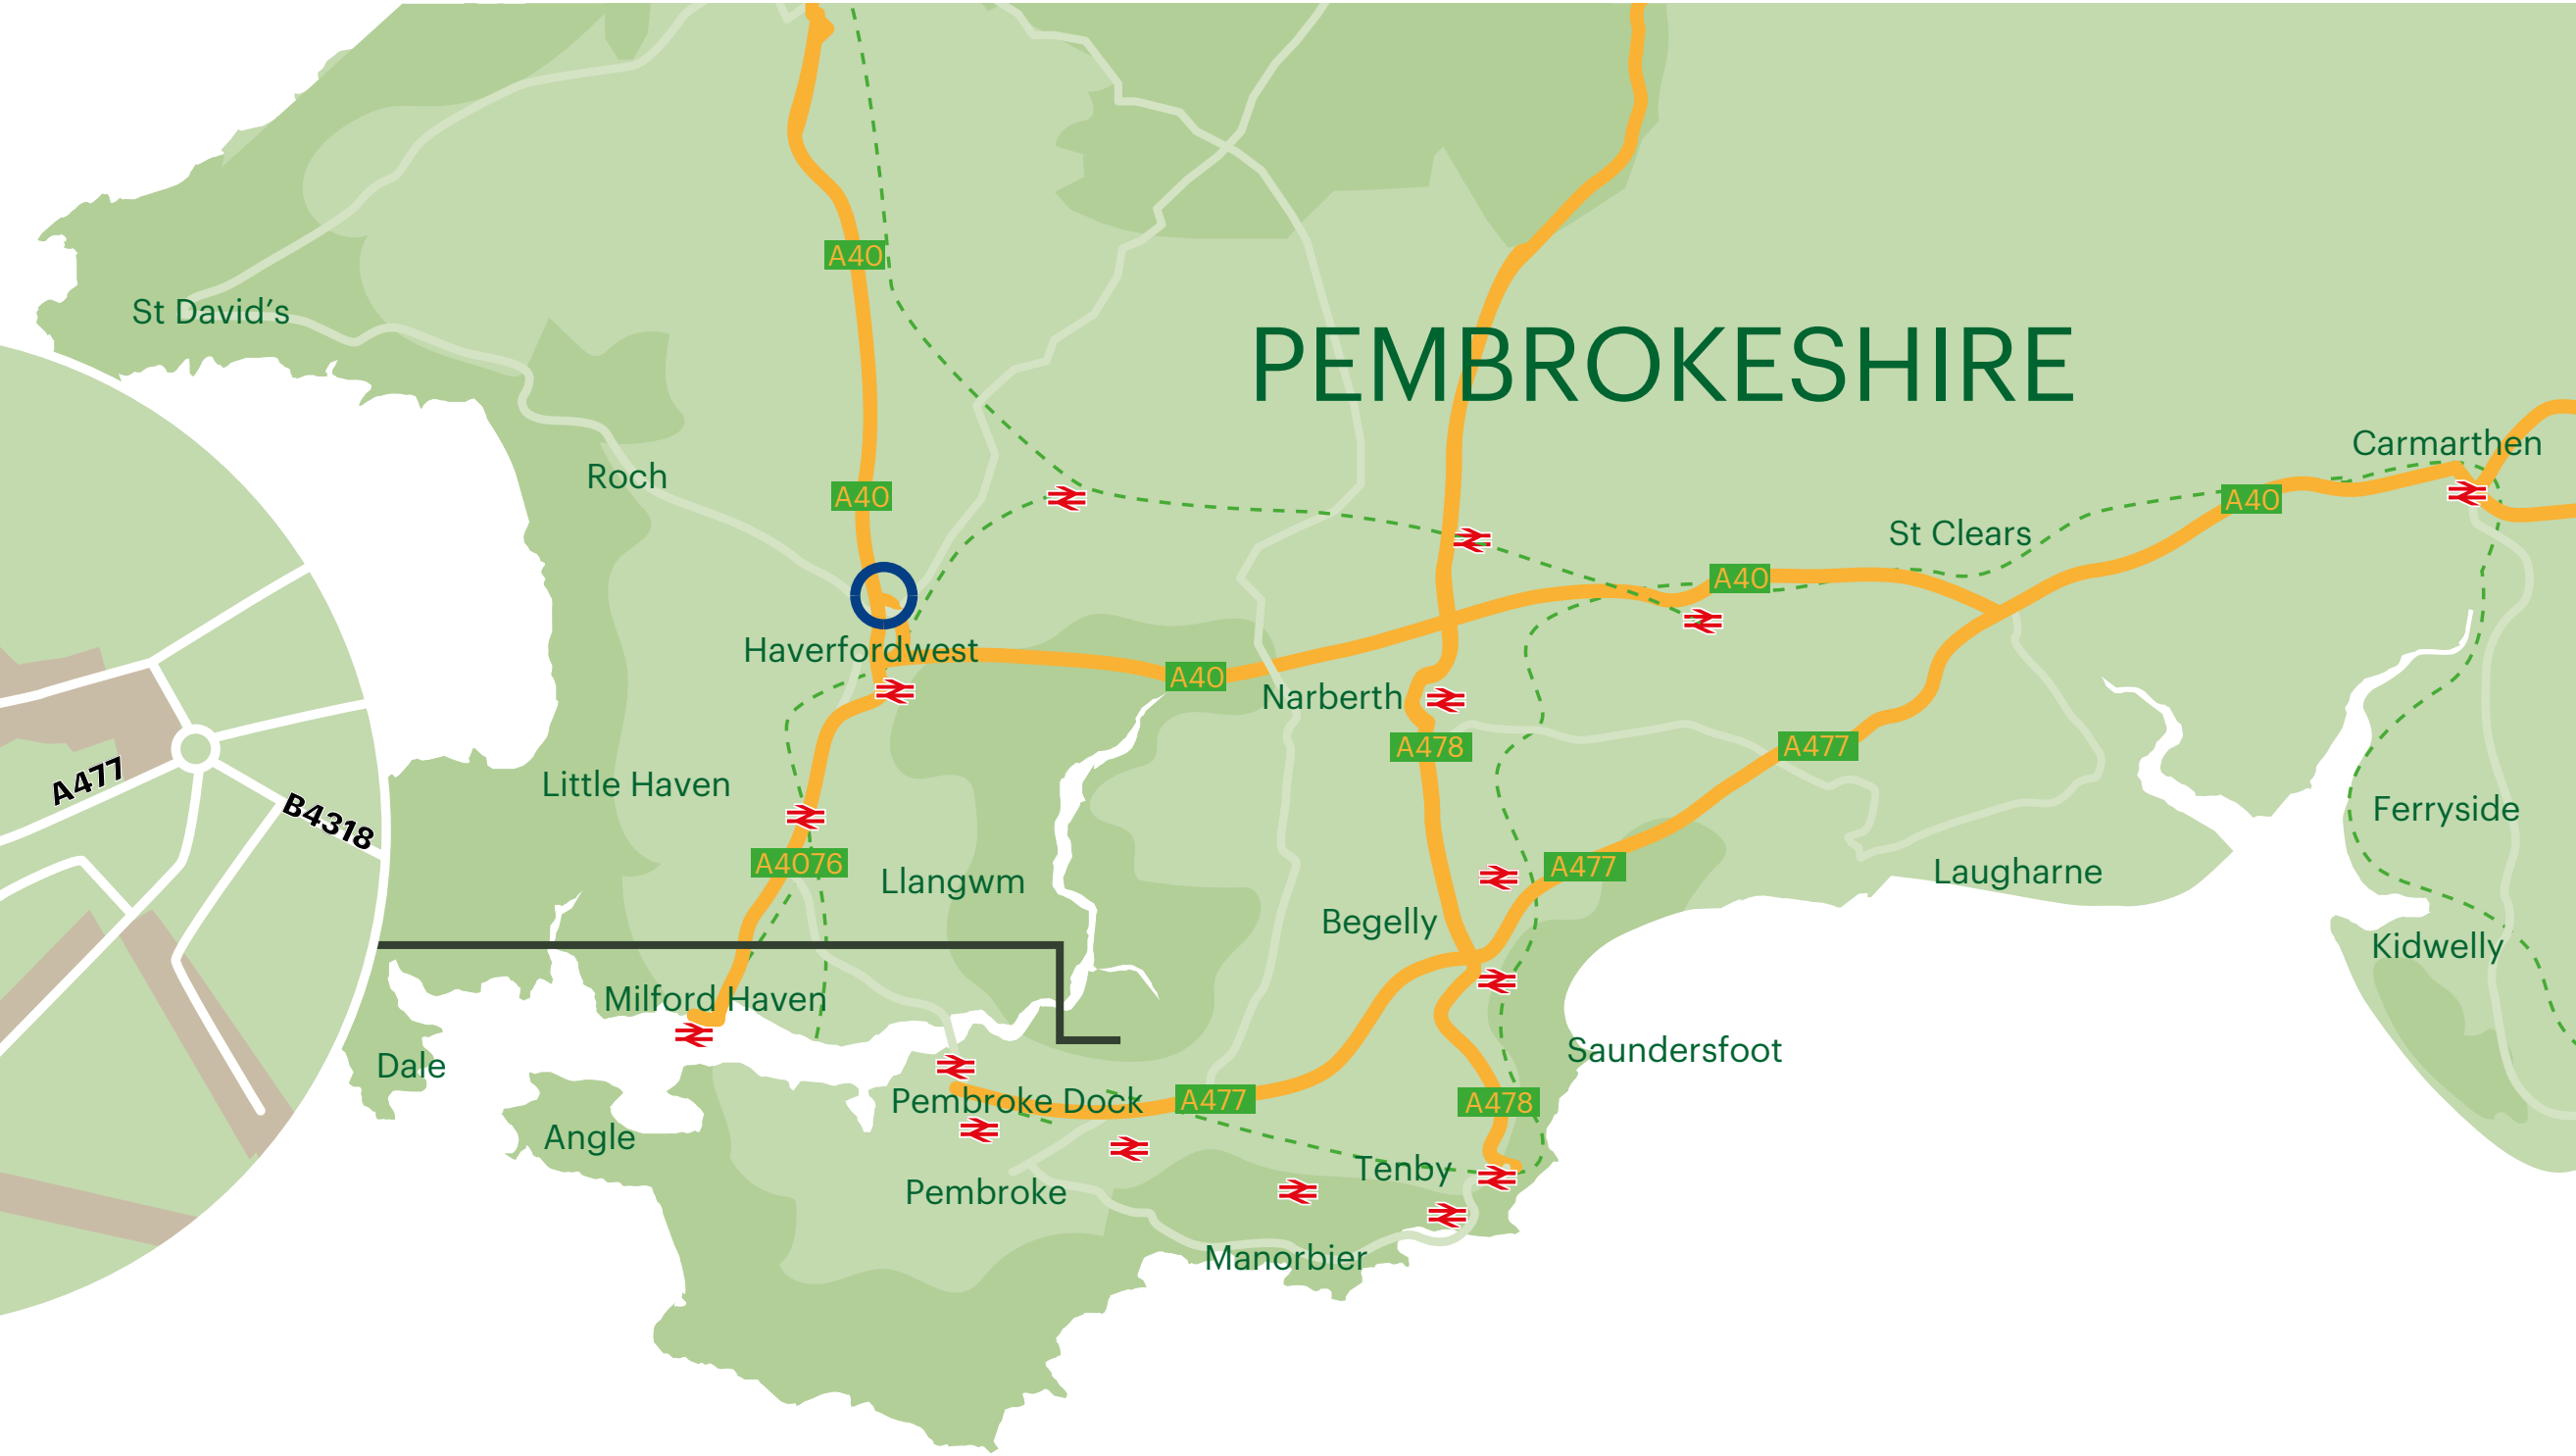 A40
St David’s
PEMBROKESHIRE
Carmarthen
Roch
A40
A40
St Clears
A40
Haverfordwest
A40
Narberth
A478
A477
A477
Little Haven
B4318
Ferryside
A4076
Llangwm
A477
Laugharne
Begelly
Kidwelly
Milford Haven
Saundersfoot
Dale
Pembroke Dock
A477
A478
Angle
Tenby
Pembroke
Manorbier